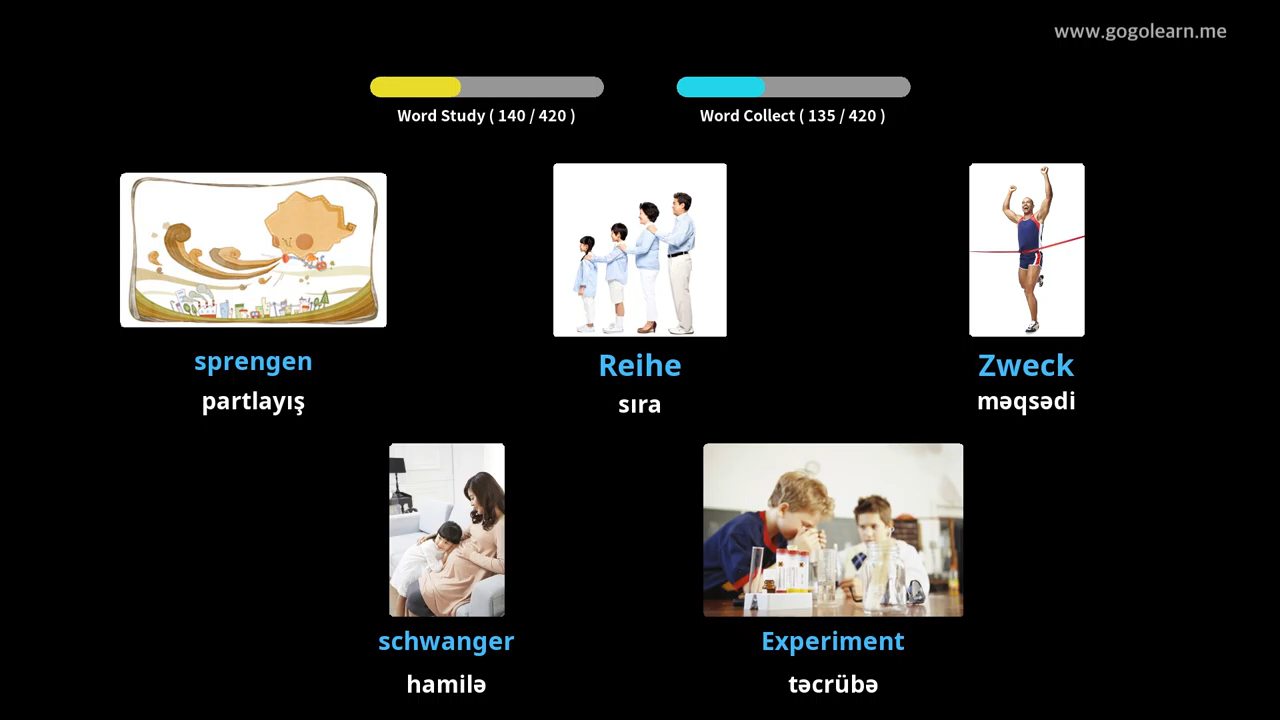 www.gogolearn.me
Word Study ( 140 / 420 )
Word Collect ( 135 / 420 )
sprengen
Reihe
Zweck
partlayış
sıra
məqsədi
schwanger
Experiment
hamilə
təcrübə